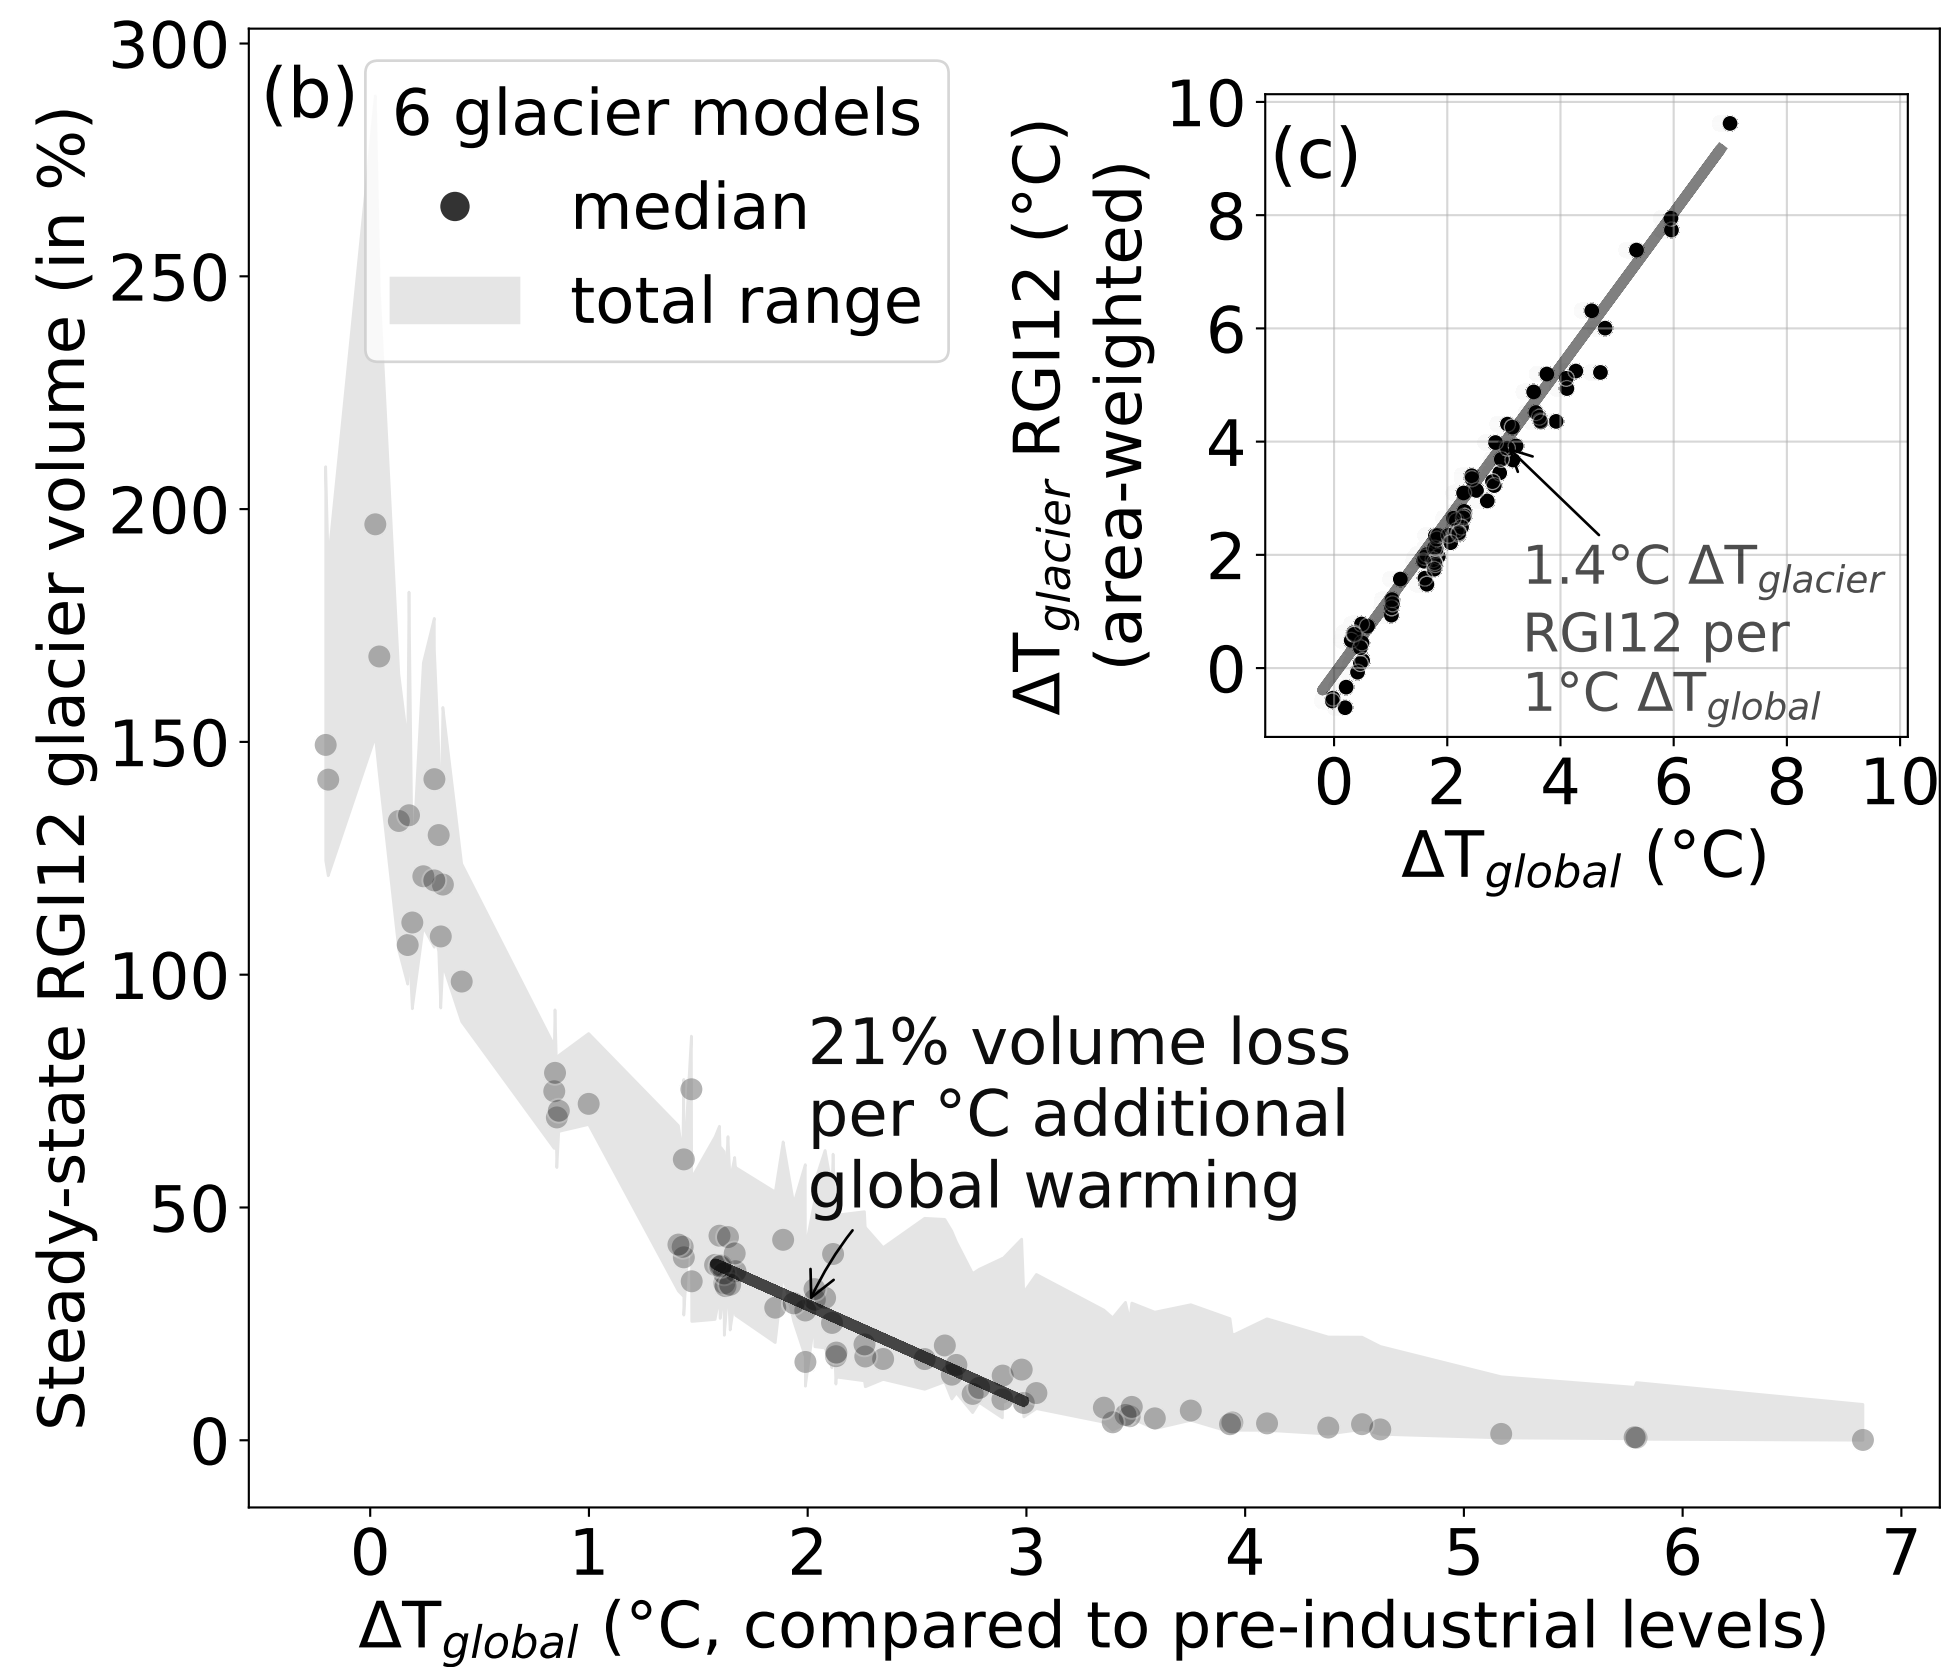 Steady-state RGI12 glacier volume (in %)
300
250
200
150
100
50
0
(b)
6 glacier models
median
total range
21% volume loss
per °C additional
global warming
0 1 2 3 4 5 6 7
ΔTglobal (°C, compared to pre-industrial levels)
ΔTglacier RGI12 (°C)
(area-weighted)
10
8
6
4
2
0
(c)
1.4°C ΔTglacier
RGI12 per
1°C ΔTglobal
0 2 4 6 8 10
ΔTglobal (°C)